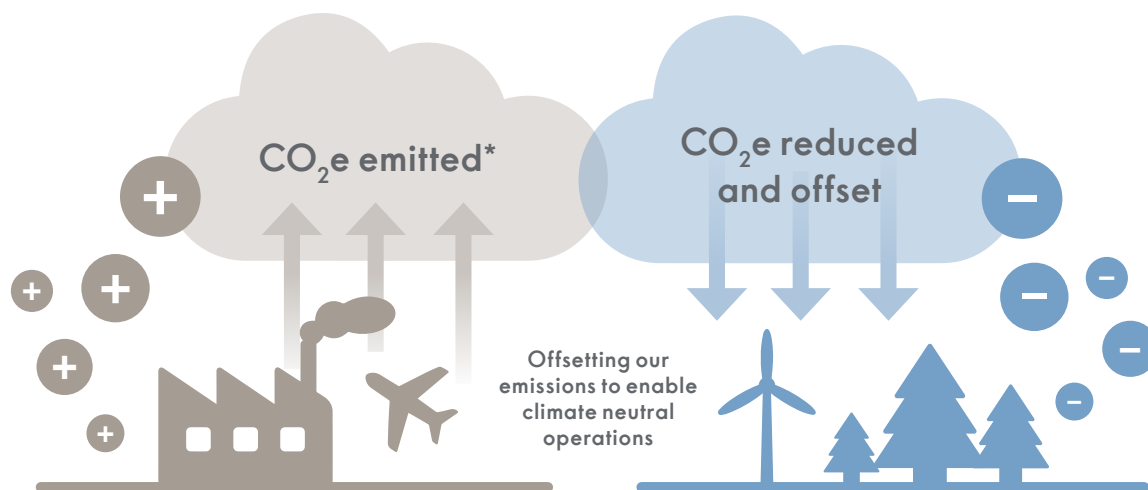 CO₂e emitted*
CO₂e reduced
and offset
Offsetting our
emissions to enable
climate neutral
operations